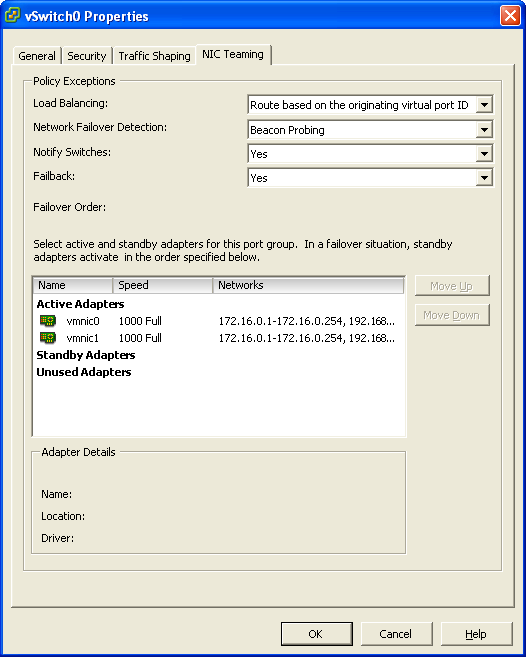 vSwitch0 Properties
General Security Traffic Shaping NIC Teaming
Policy Exceptions
Load Balancing: Route based on the originating virtual port ID
Network Failover Detection: Beacon Probing
Notify Switches: Yes
Failback: Yes
Failover Order:
Select active and standby adapters for this port group. In a failover situation, standby
adapters activate in the order specified below.
Name Speed Networks
Move Up
Active Adapters
vmnic0 1000 Full 172.16.0.1-172.16.0.254, 192.168...
Move Down
vmnic1 1000 Full 172.16.0.1-172.16.0.254, 192.168...
Standby Adapters
Unused Adapters
Adapter Details
Name:
Location:
Driver:
OK Cancel Help